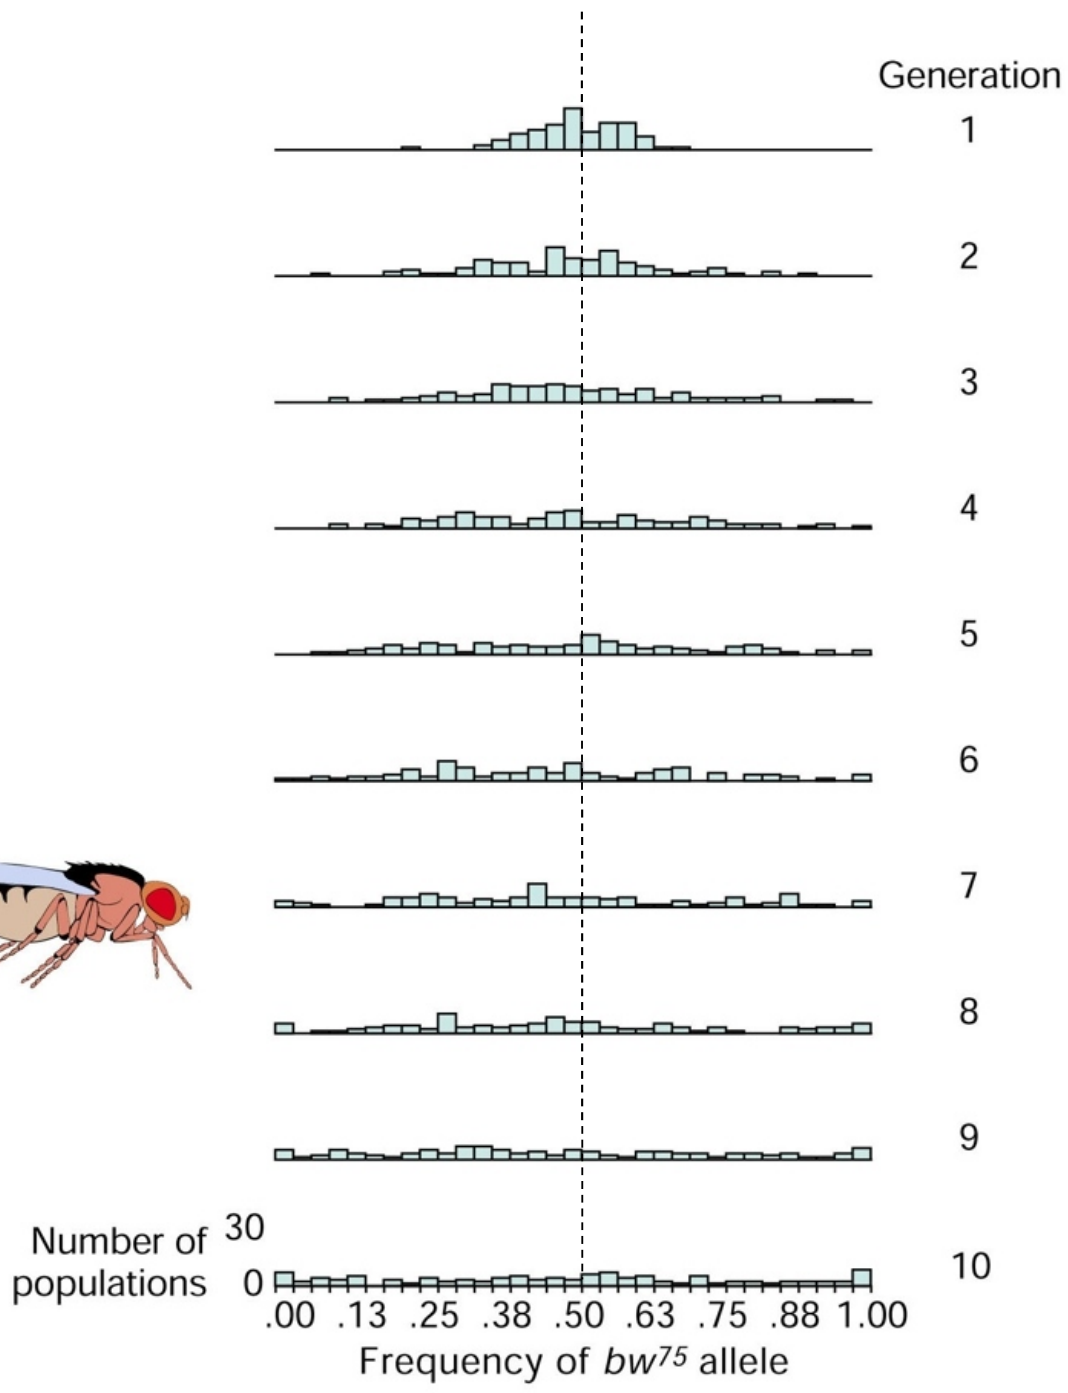 Generation
1
2
3
4
5
6
7
8
9
10
Number of
populations
30
0
.00 .13 .25 .38 .50 .63 .75 .88 1.00
Frequency of bw75 allele